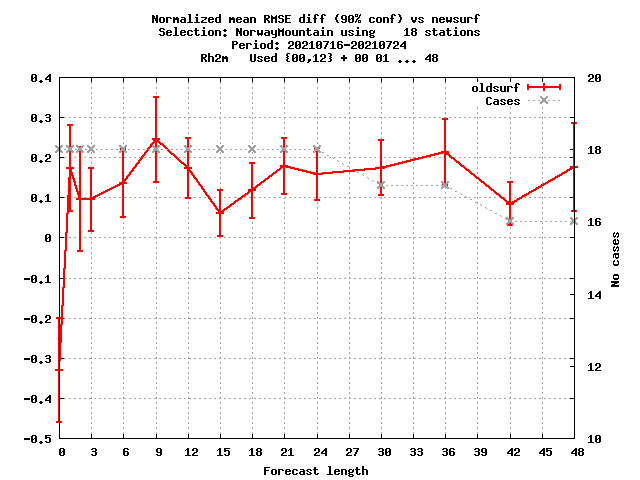 Normalized mean RMSE diff (90% conf) vs newsurf
Selection: NorwayMountain using    18 stations
Period: 20210716-20210724
Rh2m   Used {00,12} + 00 01 ... 48
oldsurf
Cases
0.4
0.3
0.2
0.1
0
-0.1
-0.2
-0.3
-0.4
-0.5
20
18
16
14
12
10
No cases
0 3 6 9 12 15 18 21 24 27 30 33 36 39 42 45 48
Forecast length